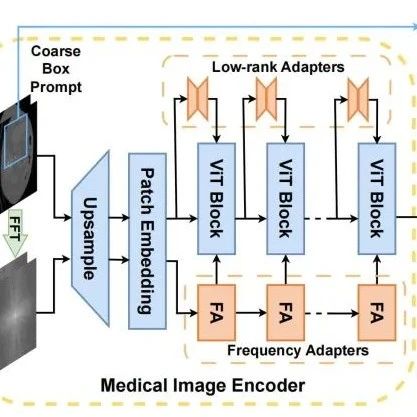 Coarse
Box
Prompt
Low-rank Adapters
FFT
Upsample
Patch Embedding
ViT Block
ViT Block
ViT Block
FA
FA
FA
Frequency Adapters
Medical Image Encoder